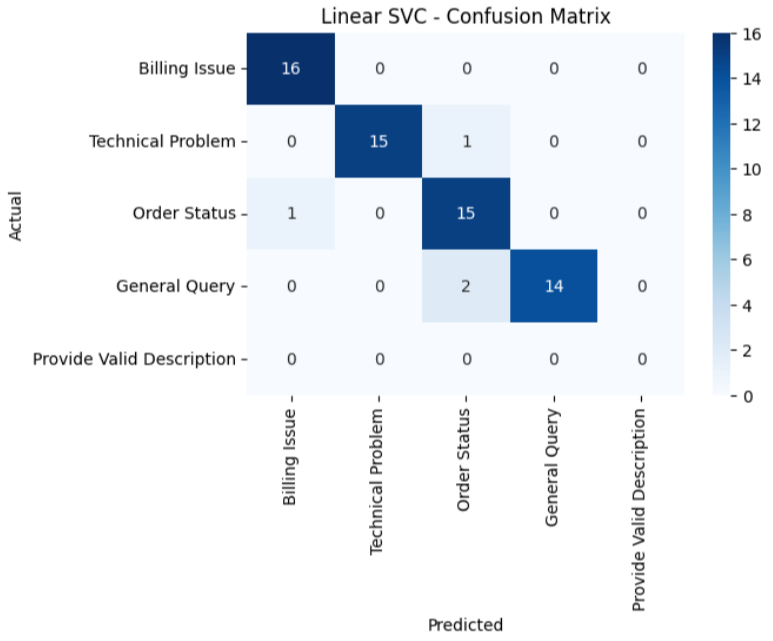 Linear SVC - Confusion Matrix
Actual
Billing Issue 16 0 0 0 0
Technical Problem 0 15 1 0 0
Order Status 1 0 15 0 0
General Query 0 0 2 14 0
Provide Valid Description 0 0 0 0 0
Billing Issue
Technical Problem
Order Status
General Query
Provide Valid Description
Predicted
16
14
12
10
8
6
4
2
0